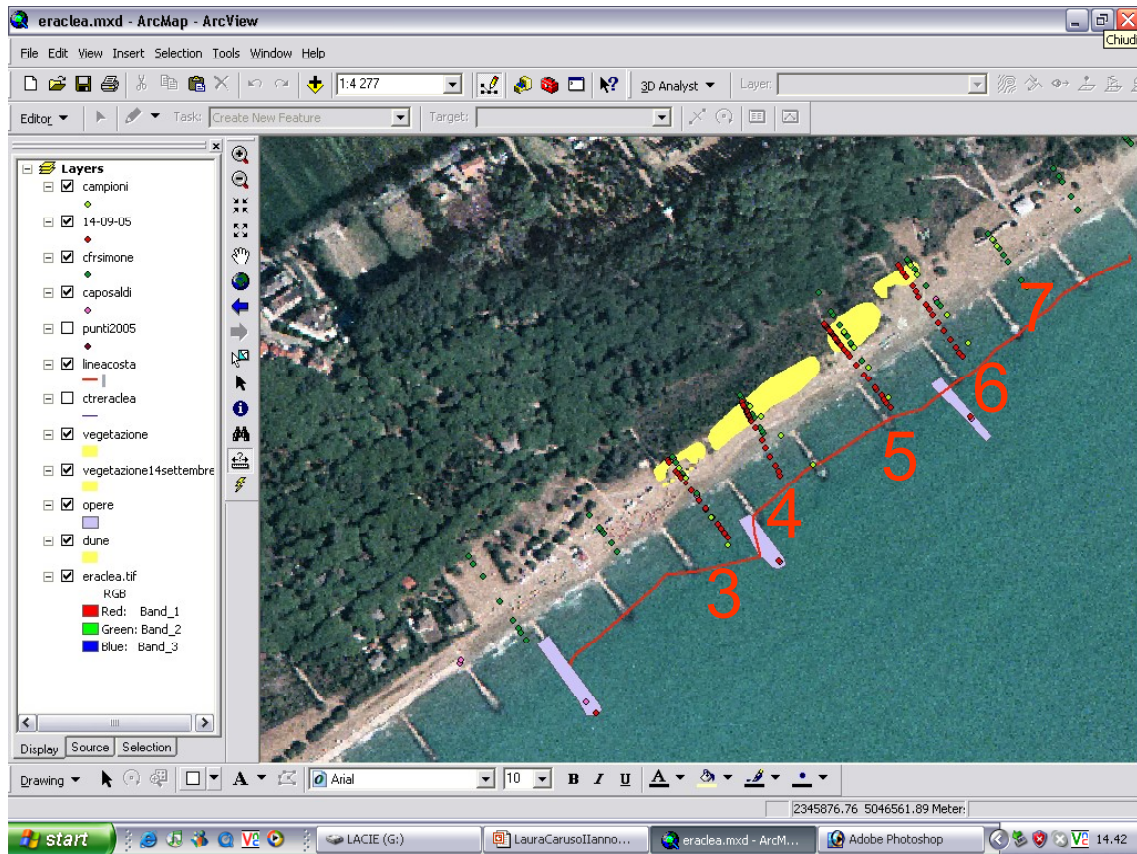 eraclea.mxd - ArcMap - ArcView
Chiudi
File Edit View Insert Selection Tools Window Help
1:4 277
3D Analyst
Layer:
Editor
Task: Create New Feature
Target:
Layers
campioni
14-09-05
cfrsimone
caposaldi
punti2005
lineacosta
ctreraclea
vegetazione
vegetazione14settembre
opere
dune
eraclea.tif
RGB
Red: Band_1
Green: Band_2
Blue: Band_3
7
6
5
4
3
Display Source Selection
Drawing
A
Arial
10
B I U A
2345876.76 5046561.89 Meter
start
LACIE (G:)
LauraCarusoIIanno...
eraclea.mxd - ArcM...
Adobe Photoshop
14.42